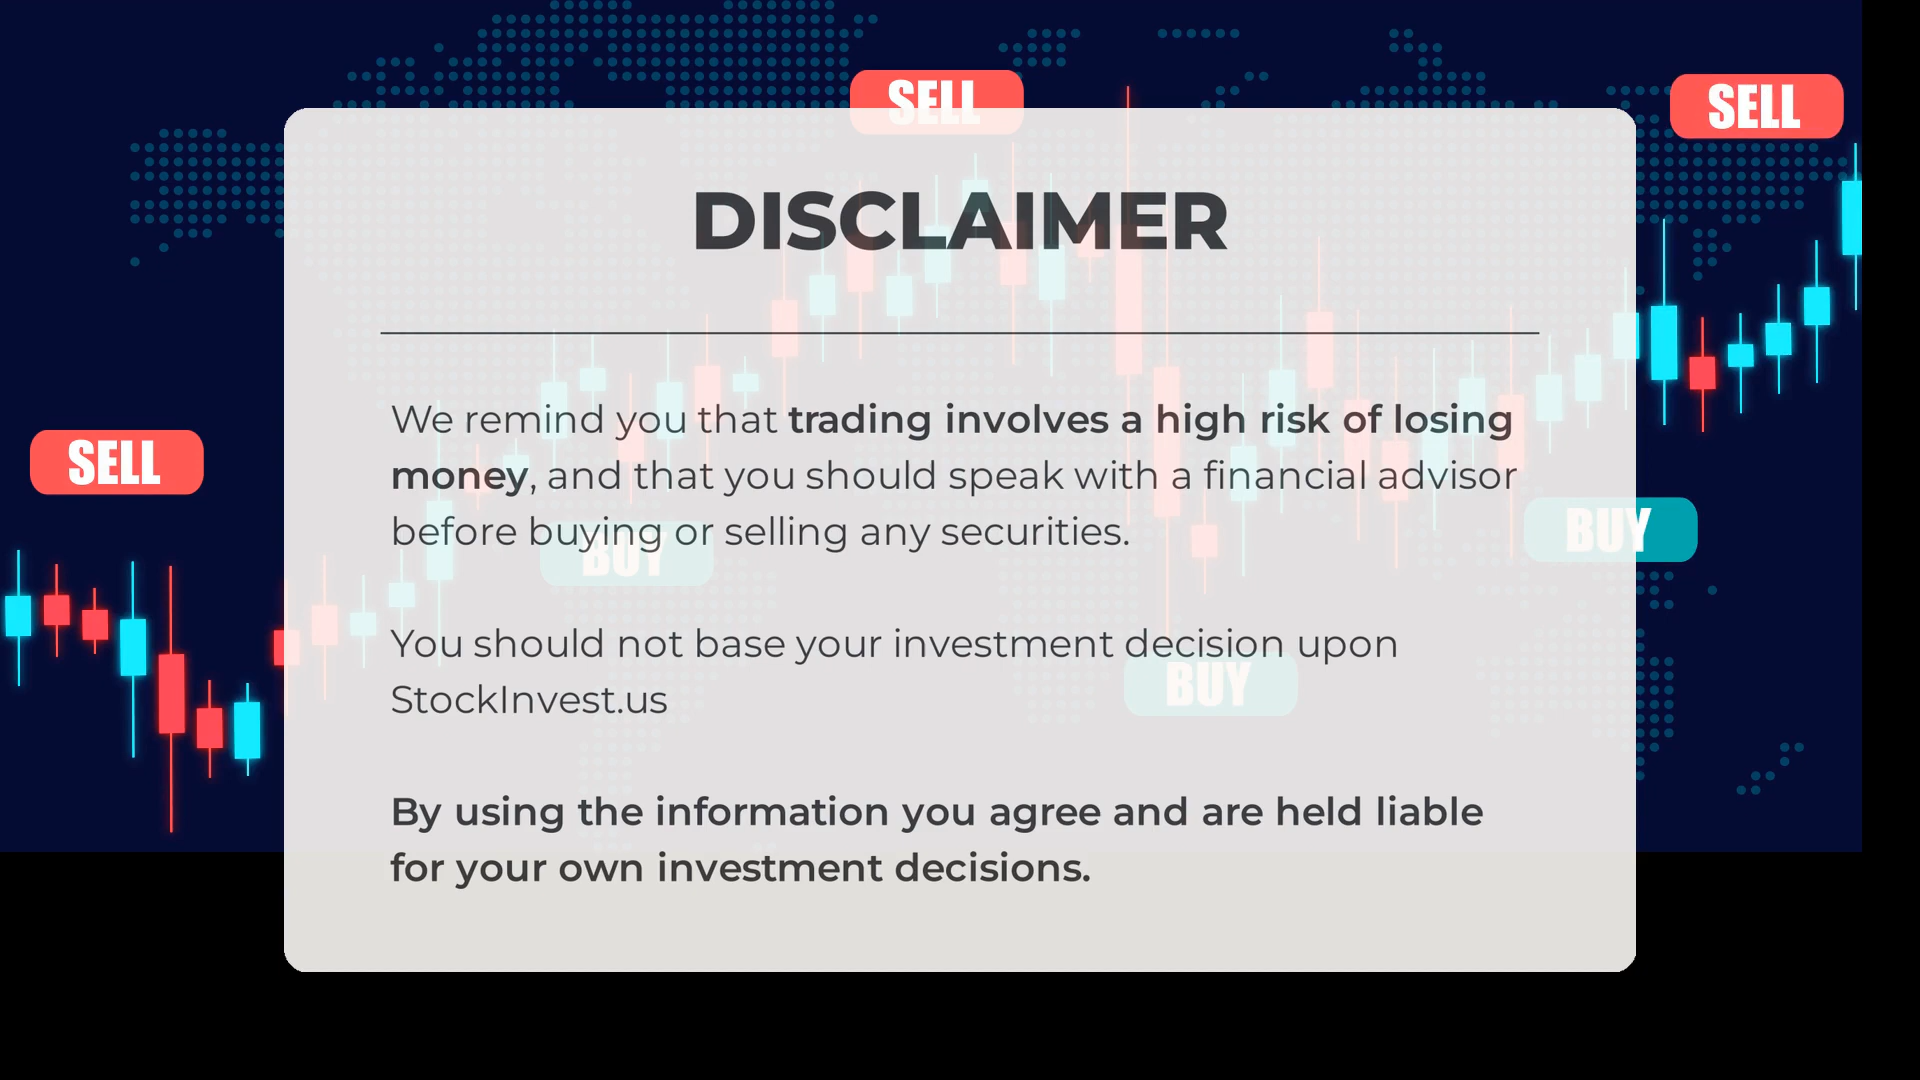 SELL
SELL
DISCLAIMER
We remind you that trading involves a high risk of losing
money, and that you should speak with a financial advisor
before buying or selling any securities.
SELL
BUY
BUY
You should not base your investment decision upon
StockInvest.us
BUY
By using the information you agree and are held liable
for your own investment decisions.